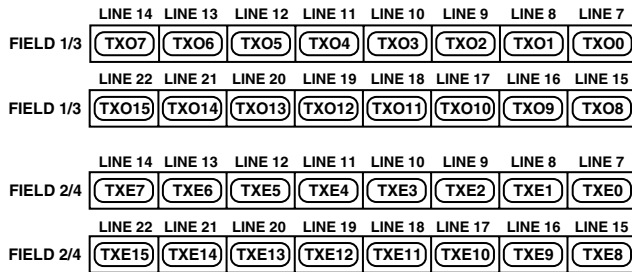 LINE 14 LINE 13 LINE 12 LINE 11 LINE 10 LINE 9 LINE 8 LINE 7
FIELD 1/3 TXO7 TXO6 TXO5 TXO4 TXO3 TXO2 TXO1 TXO0
LINE 22 LINE 21 LINE 20 LINE 19 LINE 18 LINE 17 LINE 16 LINE 15
FIELD 1/3 TXO15 TXO14 TXO13 TXO12 TXO11 TXO10 TXO9 TXO8
LINE 14 LINE 13 LINE 12 LINE 11 LINE 10 LINE 9 LINE 8 LINE 7
FIELD 2/4 TXE7 TXE6 TXE5 TXE4 TXE3 TXE2 TXE1 TXE0
LINE 22 LINE 21 LINE 20 LINE 19 LINE 18 LINE 17 LINE 16 LINE 15
FIELD 2/4 TXE15 TXE14 TXE13 TXE12 TXE11 TXE10 TXE9 TXE8